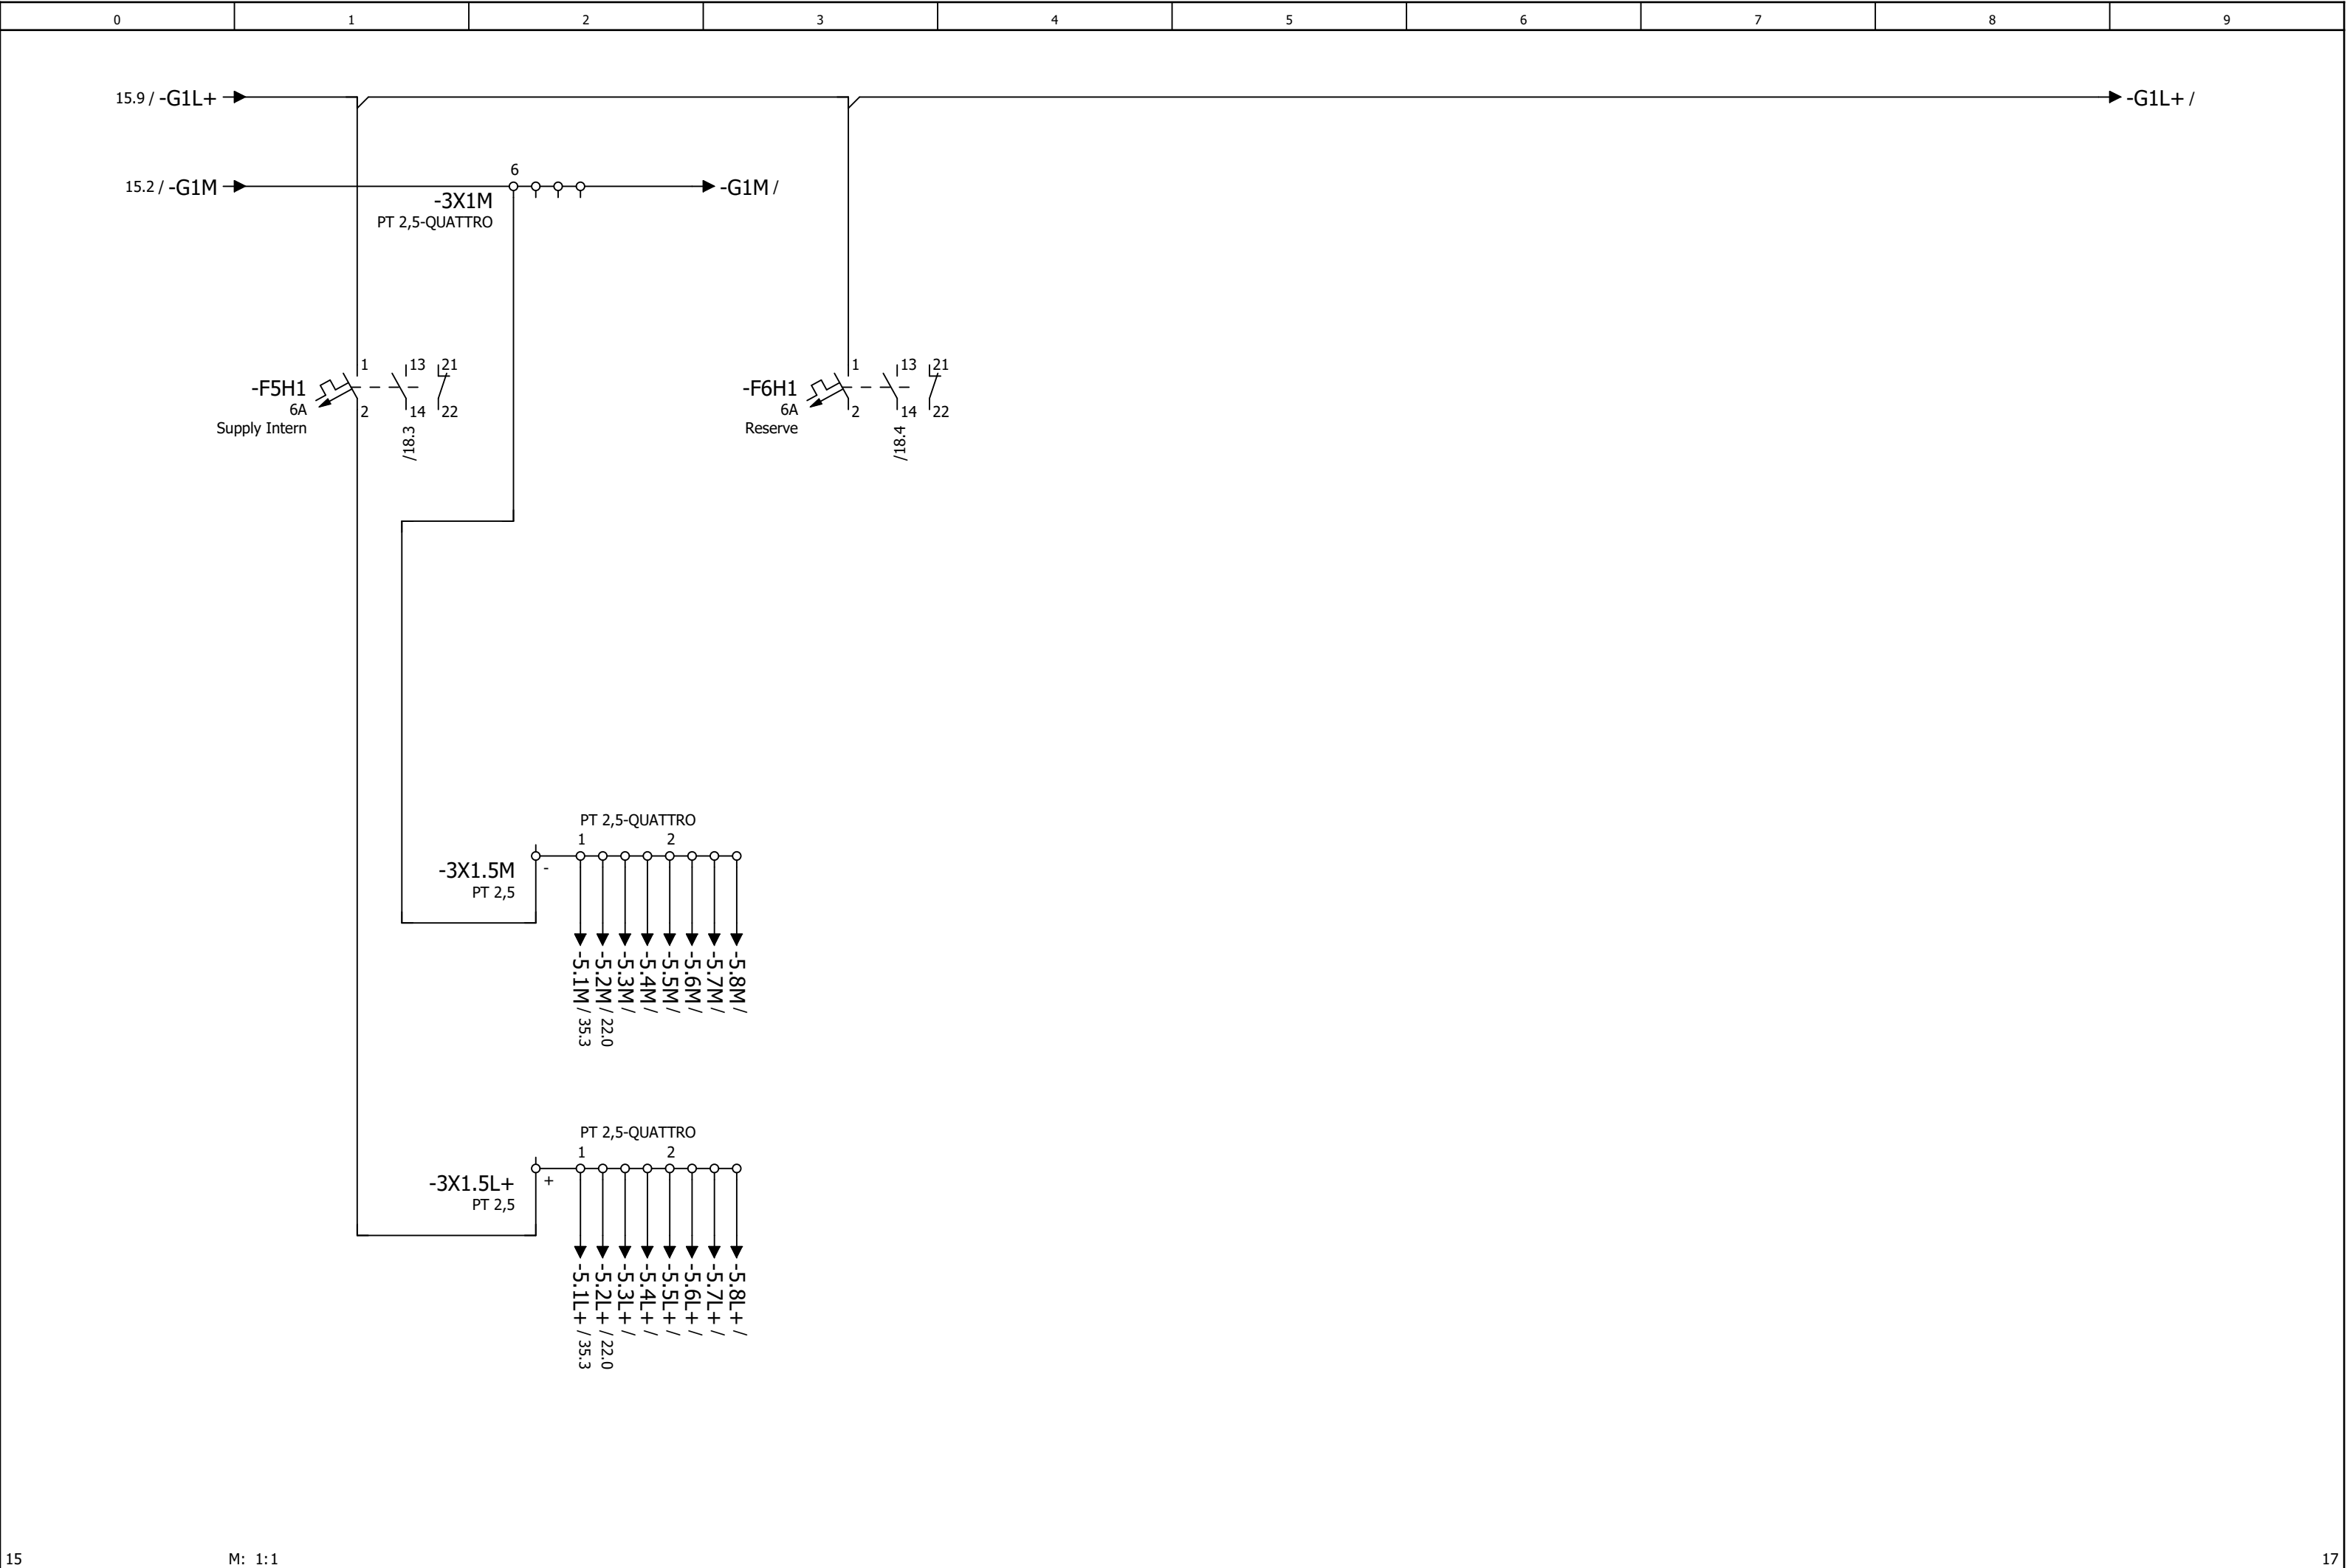 0 1 2 3 4 5 6 7 8 9
15.9 / -G1L+
-G1L+ /
15.2 / -G1M
6
-G1M /
-3X1M
PT 2,5-QUATTRO
-F5H1
6A
Supply Intern
1
2
13
14
21
22
/18.3
-F6H1
6A
Reserve
1
2
13
14
21
22
/18.4
PT 2,5-QUATTRO
1 2
-3X1.5M
-
PT 2,5
-5.1M / 35.3
-5.2M / 22.0
-5.3M /
-5.4M /
-5.5M /
-5.6M /
-5.7M /
-5.8M /
PT 2,5-QUATTRO
1 2
-3X1.5L+
+
PT 2,5
-5.1L+ / 35.3
-5.2L+ / 22.0
-5.3L+ /
-5.4L+ /
-5.5L+ /
-5.6L+ /
-5.7L+ /
-5.8L+ /
15
M: 1:1
17